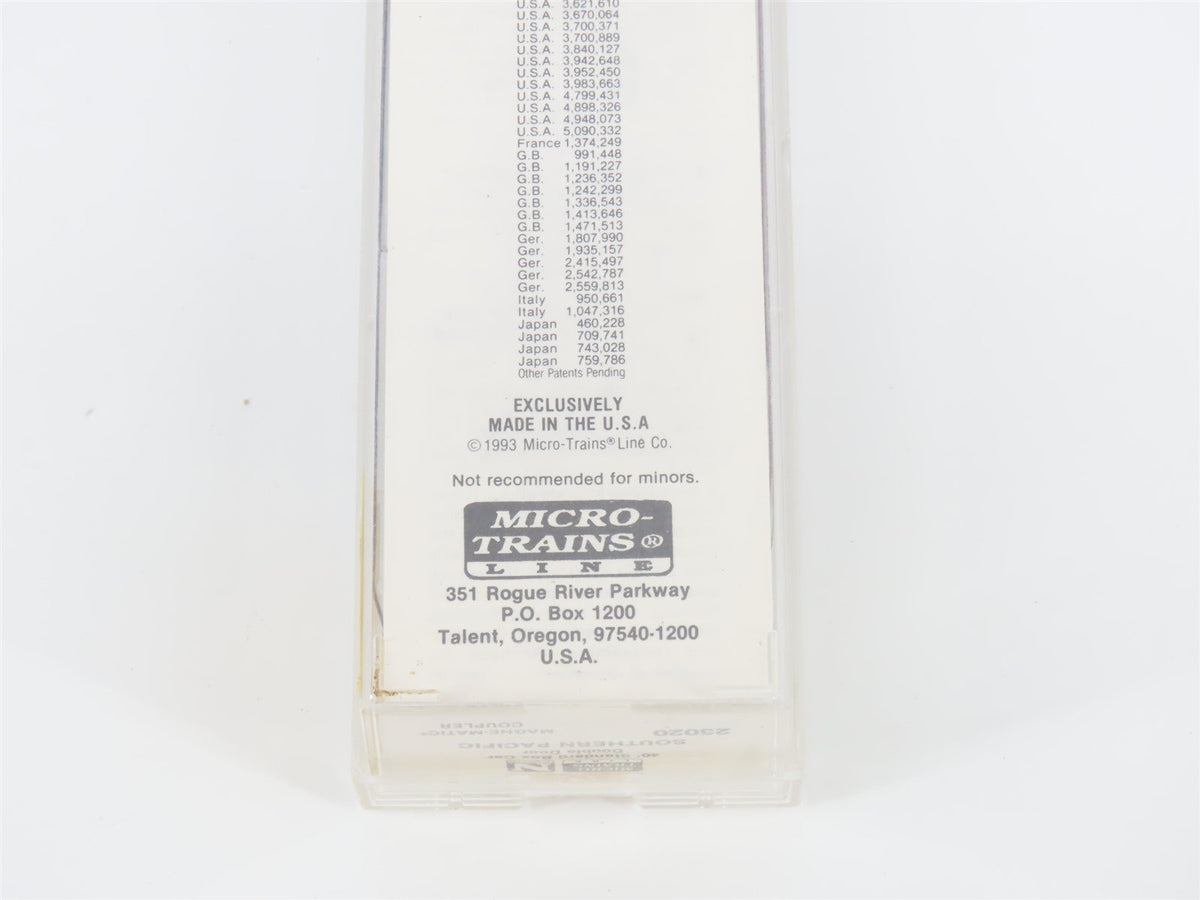 U.S.A. 3,621,610
U.S.A. 3,670,064
U.S.A. 3,700,371
U.S.A. 3,700,889
U.S.A. 3,840,127
U.S.A. 3,942,648
U.S.A. 3,952,450
U.S.A. 3,983,663
U.S.A. 4,799,431
U.S.A. 4,898,326
U.S.A. 4,948,073
U.S.A. 5,090,332
France 1,374,249
G.B. 991,448
G.B. 1,191,227
G.B. 1,236,352
G.B. 1,242,299
G.B. 1,336,543
G.B. 1,413,646
G.B. 1,471,513
Ger. 1,807,990
Ger. 1,935,157
Ger. 2,415,497
Ger. 2,542,787
Ger. 2,559,813
Italy 950,661
Italy 1,047,316
Japan 460,228
Japan 709,741
Japan 743,028
Japan 759,786
Other Patents Pending
EXCLUSIVELY
MADE IN THE U.S.A
©1993 Micro-Trains® Line Co.
Not recommended for minors.
MICRO-
TRAINS®
LINE
351 Rogue River Parkway
P.O. Box 1200
Talent, Oregon, 97540-1200
U.S.A.
40' Standard Box Car
Double Door
SOUTHERN PACIFIC
23020
MAGNE-MATIC®
COUPLER